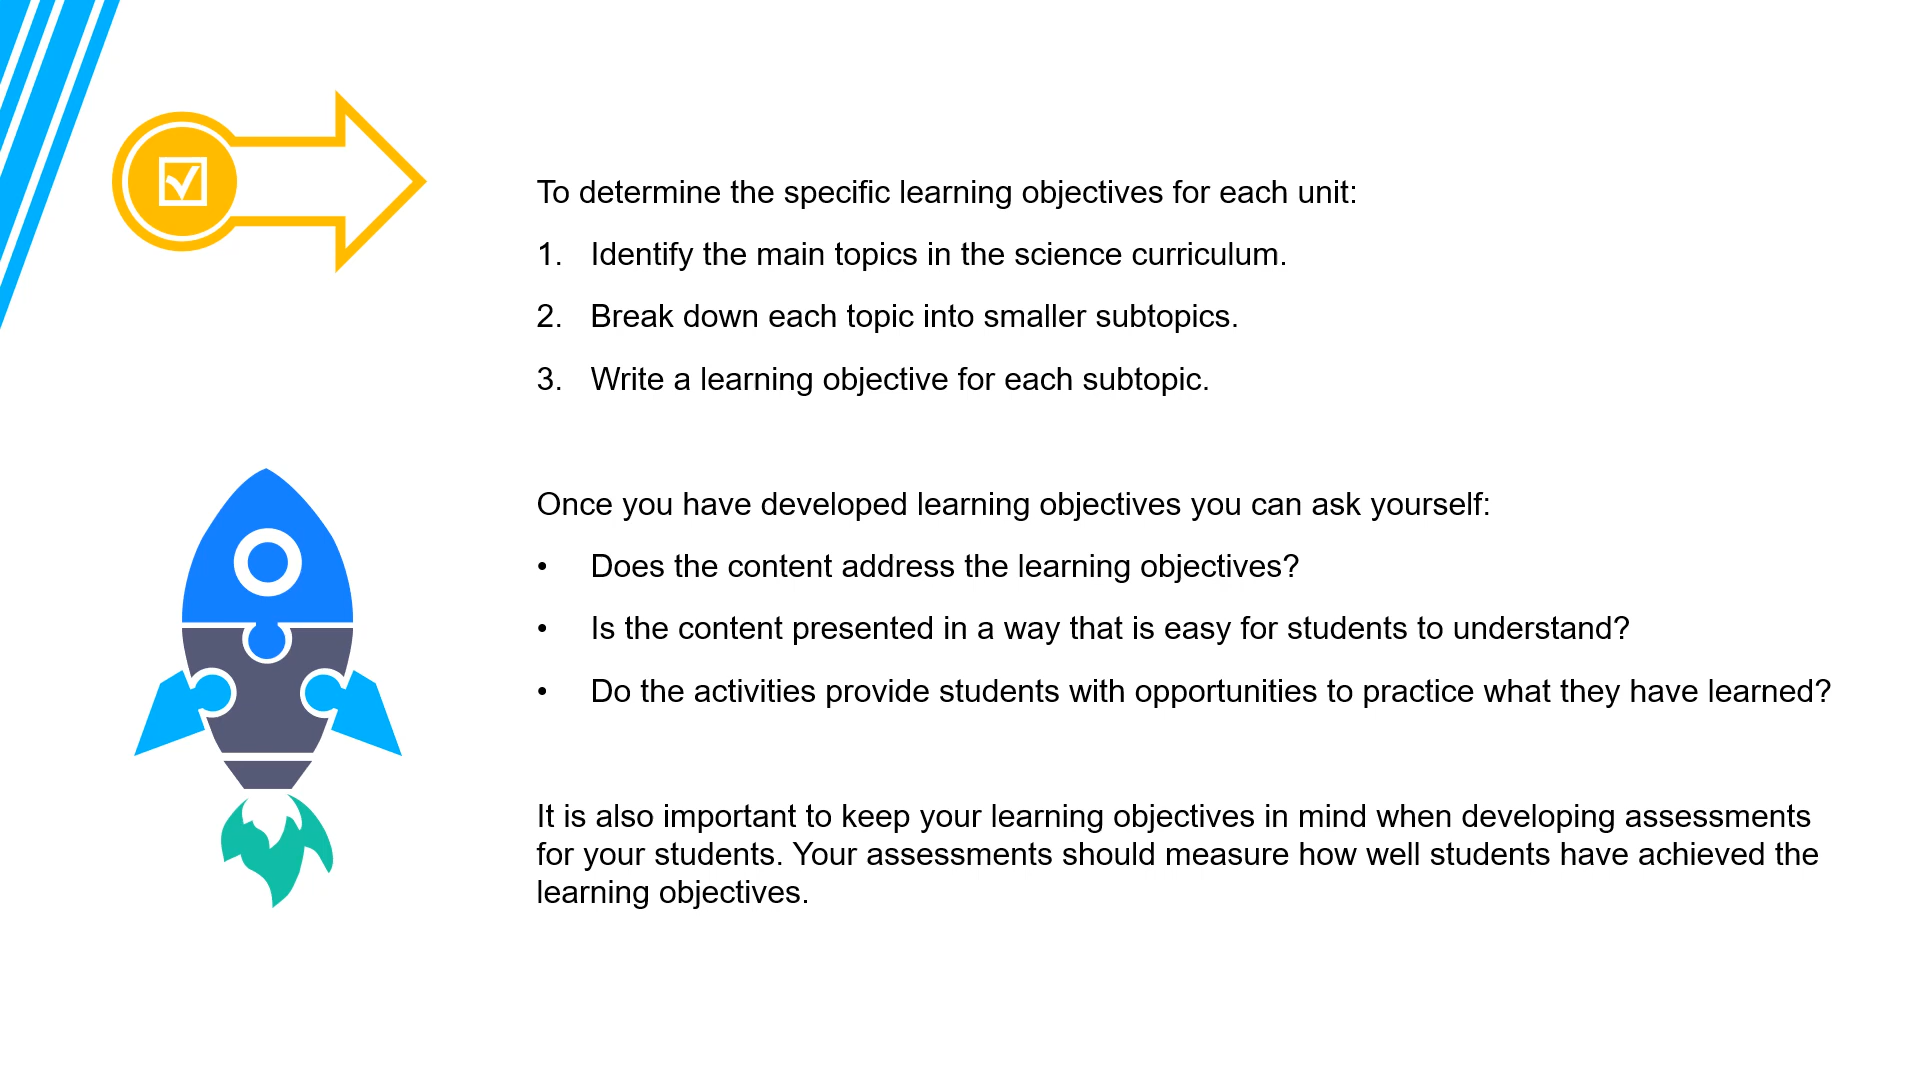 To determine the specific learning objectives for each unit:
1. Identify the main topics in the science curriculum.
2. Break down each topic into smaller subtopics.
3. Write a learning objective for each subtopic.
Once you have developed learning objectives you can ask yourself:
• Does the content address the learning objectives?
• Is the content presented in a way that is easy for students to understand?
• Do the activities provide students with opportunities to practice what they have learned?
It is also important to keep your learning objectives in mind when developing assessments
for your students. Your assessments should measure how well students have achieved the
learning objectives.